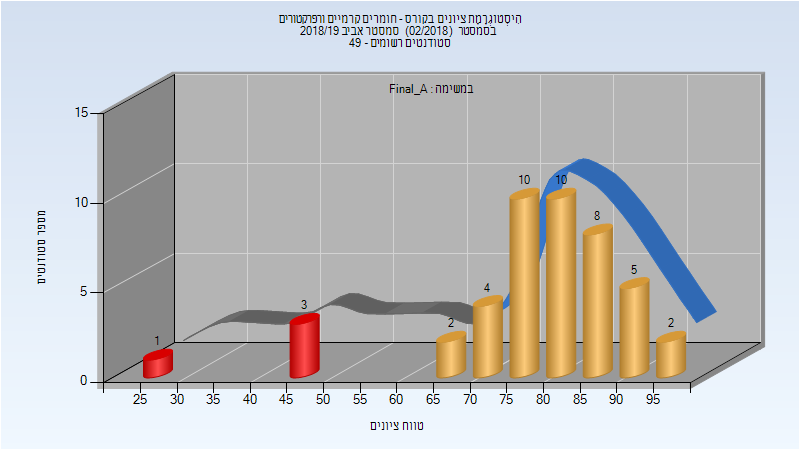 היסטוגרמת ציונים בקורס - חומרים קרמיים ורפרקטורים
בסמסטר (02/2018) סמסטר אביב 2018/19
סטודנטים רשומים - 49
במשימה : Final_A
15
10
5
0
מספר סטודנטים
1
3
2
4
10
10
8
5
2
25 30 35 40 45 50 55 60 65 70 75 80 85 90 95
טווח ציונים